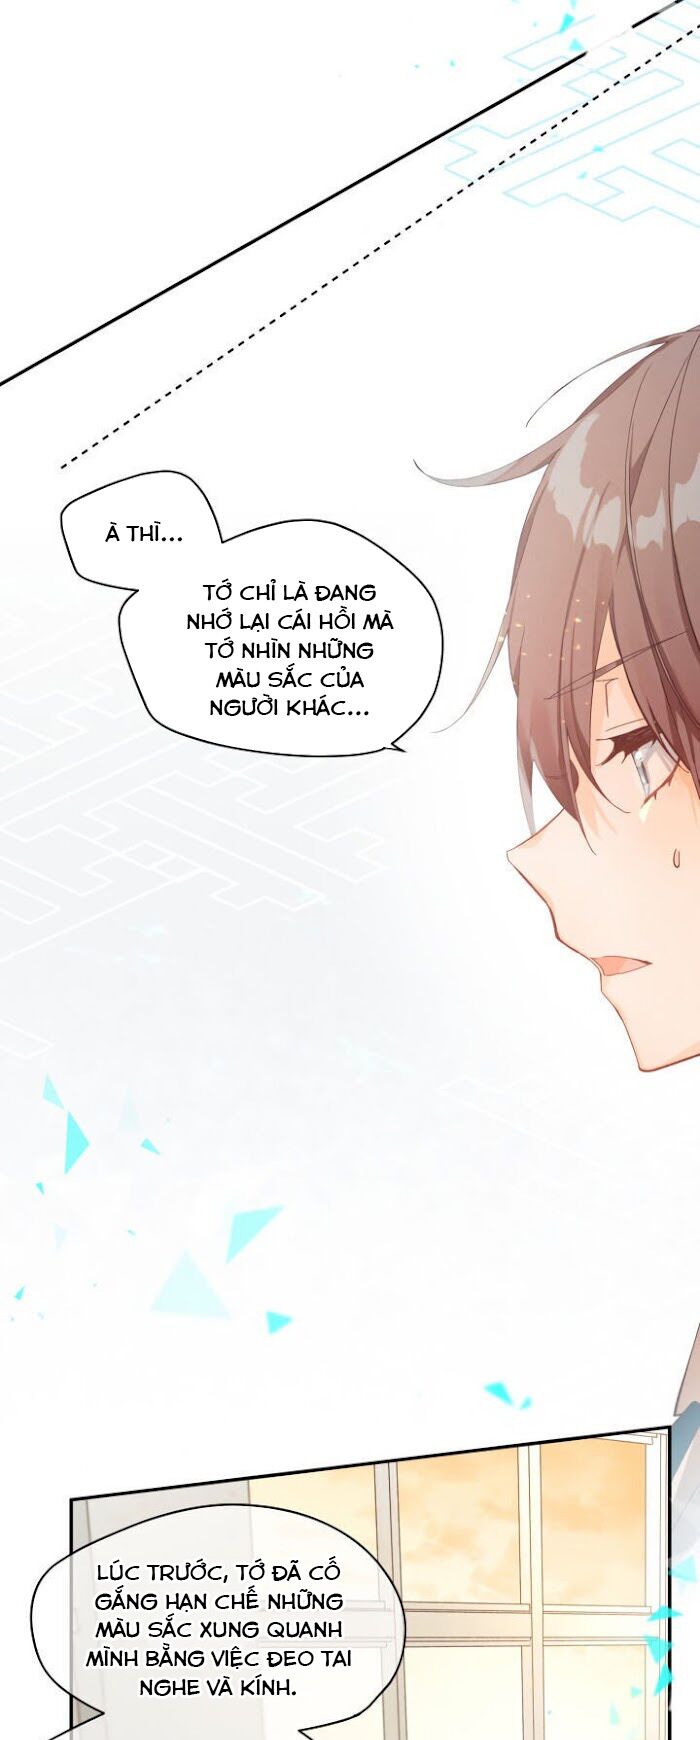 À THÌ...
TỚ CHỈ LÀ ĐANG
NHỚ LẠI CÁI HỒI MÀ
TỚ NHÌN NHỮNG
MÀU SẮC CỦA
NGƯỜI KHÁC...
LÚC TRƯỚC, TỚ ĐÃ CỐ
GẮNG HẠN CHẾ NHỮNG
MÀU SẮC XUNG QUANH
MÌNH BẰNG VIỆC ĐEO TAI
NGHE VÀ KÍNH.